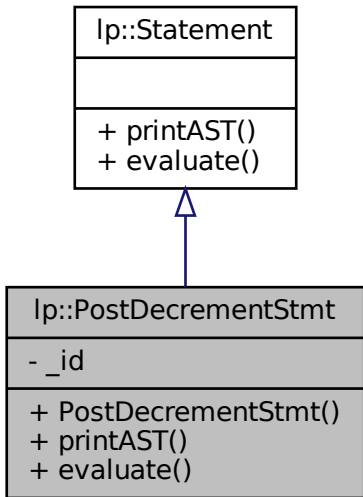 lp::Statement
+ printAST()
+ evaluate()
lp::PostDecrementStmt
- _id
+ PostDecrementStmt()
+ printAST()
+ evaluate()